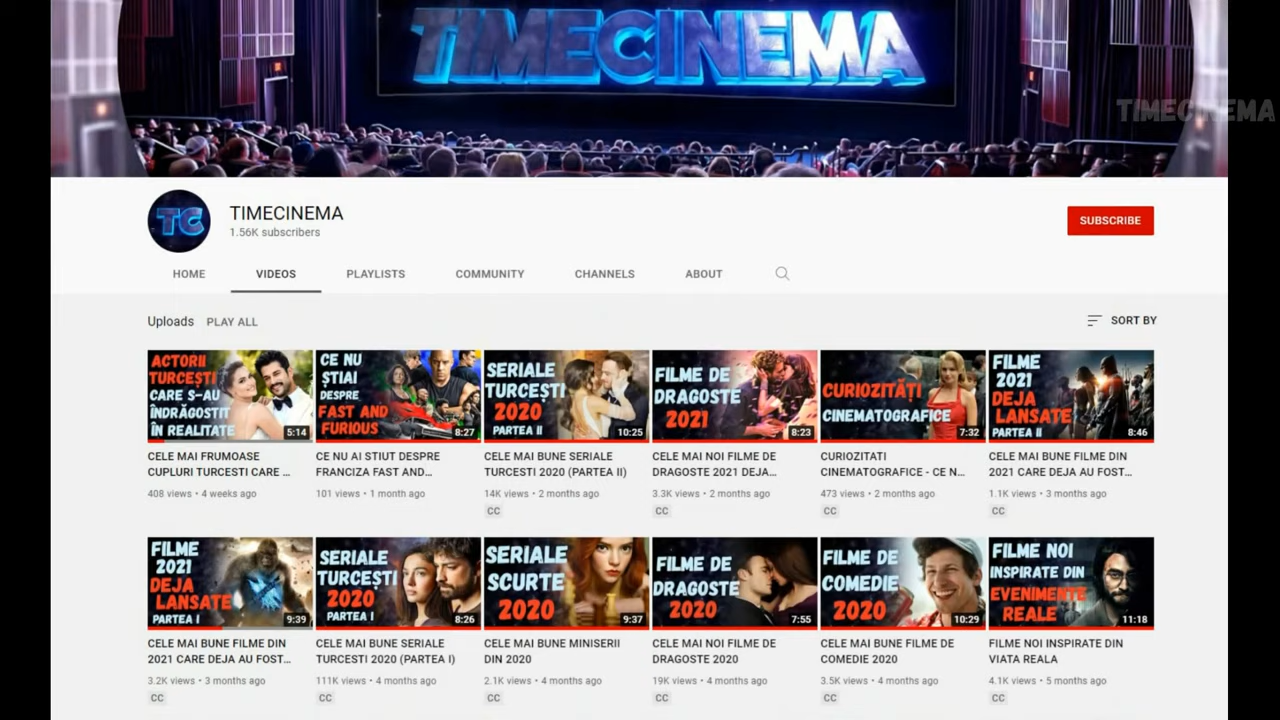 TIMECINEMA
TIMECINEMA
TC
TIMECINEMA
1.56K subscribers
SUBSCRIBE
HOME
VIDEOS
PLAYLISTS
COMMUNITY
CHANNELS
ABOUT
Uploads
PLAY ALL
SORT BY
ACTORII
TURCEȘTI
CARE S-AU
ÎNDRĂGOSTIT
ÎN REALITATE
5:14
CELE MAI FRUMOASE
CUPLURI TURCESTI CARE ...
408 views • 4 weeks ago
CE NU
ȘTIAI
DESPRE
FAST AND
FURIOUS
8:27
CE NU AI STIUT DESPRE
FRANCIZA FAST AND...
101 views • 1 month ago
SERIALE
TURCEȘTI
2020
PARTEA II
10:25
CELE MAI BUNE SERIALE
TURCESTI 2020 (PARTEA II)
14K views • 2 months ago
CC
FILME DE
DRAGOSTE
2021
8:23
CELE MAI NOI FILME DE
DRAGOSTE 2021 DEJA...
3.3K views • 2 months ago
CC
CURIOZITĂȚI
CINEMATOGRAFICE
7:32
CURIOZITATI
CINEMATOGRAFICE - CE N...
473 views • 2 months ago
CC
FILME
2021
DEJA
LANSATE
PARTEA II
8:46
CELE MAI BUNE FILME DIN
2021 CARE DEJA AU FOST...
1.1K views • 3 months ago
CC
FILME
2021
DEJA
LANSATE
PARTEA I
9:39
CELE MAI BUNE FILME DIN
2021 CARE DEJA AU FOST...
3.2K views • 3 months ago
CC
SERIALE
TURCEȘTI
2020
PARTEA I
8:26
CELE MAI BUNE SERIALE
TURCESTI 2020 (PARTEA I)
111K views • 4 months ago
CC
SERIALE
SCURTE
2020
9:37
CELE MAI BUNE MINISERII
DIN 2020
2.1K views • 4 months ago
CC
FILME DE
DRAGOSTE
2020
7:55
CELE MAI NOI FILME DE
DRAGOSTE 2020
19K views • 4 months ago
CC
FILME DE
COMEDIE
2020
10:29
CELE MAI BUNE FILME DE
COMEDIE 2020
3.5K views • 4 months ago
CC
FILME NOI
INSPIRATE DIN
EVENIMENTE
REALE
11:18
FILME NOI INSPIRATE DIN
VIATA REALA
4.1K views • 5 months ago
CC